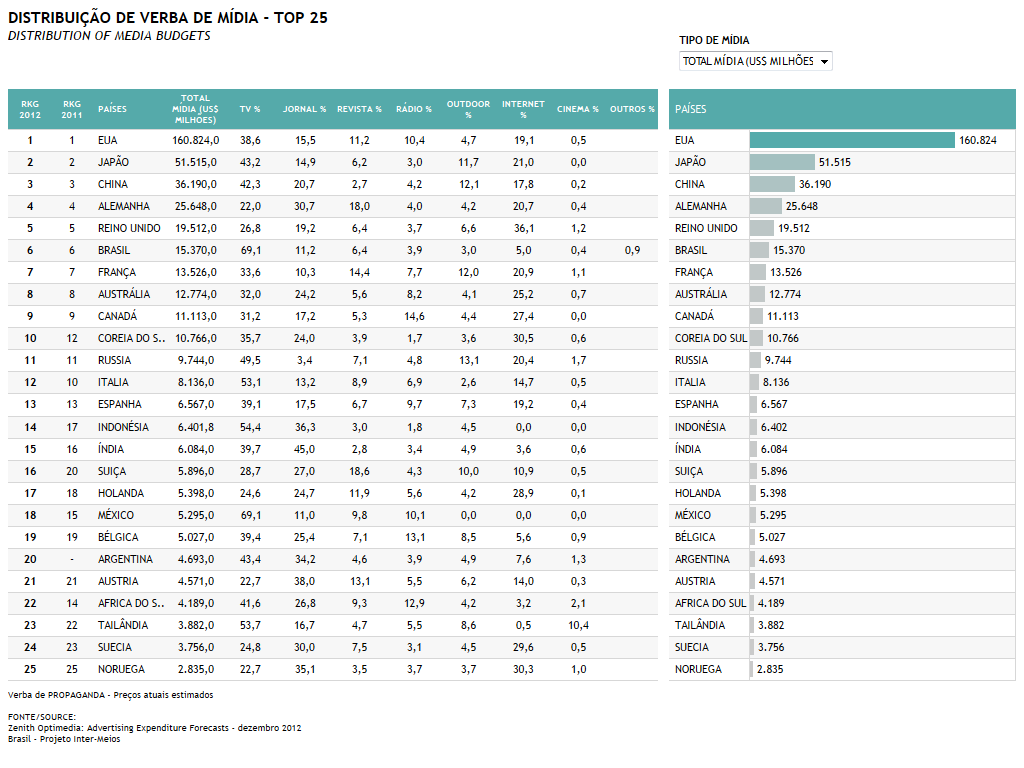 DISTRIBUIÇÃO DE VERBA DE MÍDIA - TOP 25
DISTRIBUTION OF MEDIA BUDGETS
TIPO DE MÍDIA
TOTAL MÍDIA (US$ MILHÕES
RKG 2012 RKG 2011 PAÍSES TOTAL MÍDIA (US$ MILHÕES) TV % JORNAL % REVISTA % RÁDIO % OUTDOOR % INTERNET % CINEMA % OUTROS % PAÍSES
1 1 EUA 160.824,0 38,6 15,5 11,2 10,4 4,7 19,1 0,5 EUA 160.824
2 2 JAPÃO 51.515,0 43,2 14,9 6,2 3,0 11,7 21,0 0,0 JAPÃO 51.515
3 3 CHINA 36.190,0 42,3 20,7 2,7 4,2 12,1 17,8 0,2 CHINA 36.190
4 4 ALEMANHA 25.648,0 22,0 30,7 18,0 4,0 4,2 20,7 0,4 ALEMANHA 25.648
5 5 REINO UNIDO 19.512,0 26,8 19,2 6,4 3,7 6,6 36,1 1,2 REINO UNIDO 19.512
6 6 BRASIL 15.370,0 69,1 11,2 6,4 3,9 3,0 5,0 0,4 0,9 BRASIL 15.370
7 7 FRANÇA 13.526,0 33,6 10,3 14,4 7,7 12,0 20,9 1,1 FRANÇA 13.526
8 8 AUSTRÁLIA 12.774,0 32,0 24,2 5,6 8,2 4,1 25,2 0,7 AUSTRÁLIA 12.774
9 9 CANADÁ 11.113,0 31,2 17,2 5,3 14,6 4,4 27,4 0,0 CANADÁ 11.113
10 12 COREIA DO S.. 10.766,0 35,7 24,0 3,9 1,7 3,6 30,5 0,6 COREIA DO SUL 10.766
11 11 RUSSIA 9.744,0 49,5 3,4 7,1 4,8 13,1 20,4 1,7 RUSSIA 9.744
12 10 ITALIA 8.136,0 53,1 13,2 8,9 6,9 2,6 14,7 0,5 ITALIA 8.136
13 13 ESPANHA 6.567,0 39,1 17,5 6,7 9,7 7,3 19,2 0,4 ESPANHA 6.567
14 17 INDONÉSIA 6.401,8 54,4 36,3 3,0 1,8 4,5 0,0 0,0 INDONÉSIA 6.402
15 16 ÍNDIA 6.084,0 39,7 45,0 2,8 3,4 4,9 3,6 0,6 ÍNDIA 6.084
16 20 SUIÇA 5.896,0 28,7 27,0 18,6 4,3 10,0 10,9 0,5 SUIÇA 5.896
17 18 HOLANDA 5.398,0 24,6 24,7 11,9 5,6 4,2 28,9 0,1 HOLANDA 5.398
18 15 MÉXICO 5.295,0 69,1 11,0 9,8 10,1 0,0 0,0 0,0 MÉXICO 5.295
19 19 BÉLGICA 5.027,0 39,4 25,4 7,1 13,1 8,5 5,6 0,9 BÉLGICA 5.027
20 - ARGENTINA 4.693,0 43,4 34,2 4,6 3,9 4,9 7,6 1,3 ARGENTINA 4.693
21 21 AUSTRIA 4.571,0 22,7 38,0 13,1 5,5 6,2 14,0 0,3 AUSTRIA 4.571
22 14 AFRICA DO S.. 4.189,0 41,6 26,8 9,3 12,9 4,2 3,2 2,1 AFRICA DO SUL 4.189
23 22 TAILÂNDIA 3.882,0 53,7 16,7 4,7 5,5 8,6 0,5 10,4 TAILÂNDIA 3.882
24 23 SUECIA 3.756,0 24,8 30,0 7,5 3,1 4,5 29,6 0,5 SUECIA 3.756
25 25 NORUEGA 2.835,0 22,7 35,1 3,5 3,7 3,7 30,3 1,0 NORUEGA 2.835
Verba de PROPAGANDA - Preços atuais estimados
FONTE/SOURCE:
Zenith Optimedia: Advertising Expenditure Forecasts - dezembro 2012
Brasil - Projeto Inter-Meios